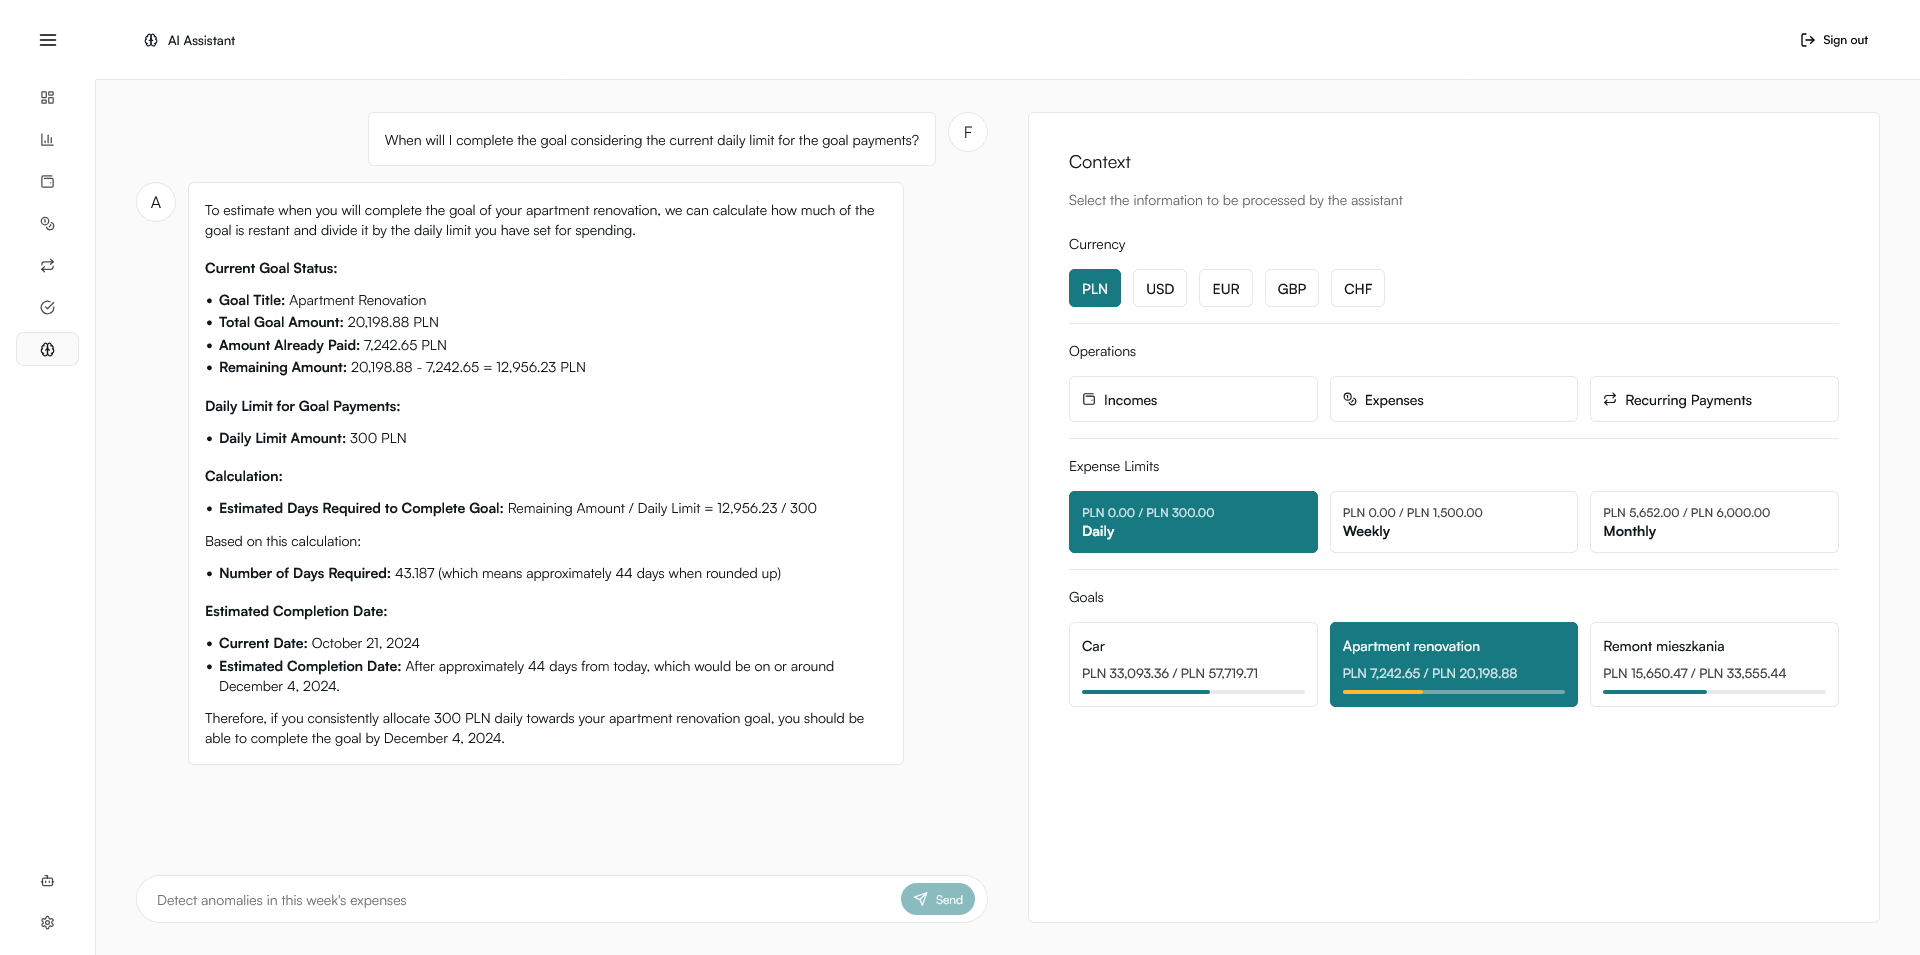 AI Assistant
Sign out
When will I complete the goal considering the current daily limit for the goal payments?
F
A
To estimate when you will complete the goal of your apartment renovation, we can calculate how much of the
goal is restant and divide it by the daily limit you have set for spending.
Current Goal Status:
• Goal Title: Apartment Renovation
• Total Goal Amount: 20,198.88 PLN
• Amount Already Paid: 7,242.65 PLN
• Remaining Amount: 20,198.88 - 7,242.65 = 12,956.23 PLN
Daily Limit for Goal Payments:
• Daily Limit Amount: 300 PLN
Calculation:
• Estimated Days Required to Complete Goal: Remaining Amount / Daily Limit = 12,956.23 / 300
Based on this calculation:
• Number of Days Required: 43.187 (which means approximately 44 days when rounded up)
Estimated Completion Date:
• Current Date: October 21, 2024
• Estimated Completion Date: After approximately 44 days from today, which would be on or around
December 4, 2024.
Therefore, if you consistently allocate 300 PLN daily towards your apartment renovation goal, you should be
able to complete the goal by December 4, 2024.
Detect anomalies in this week's expenses
Send
Context
Select the information to be processed by the assistant
Currency
PLN USD EUR GBP CHF
Operations
Incomes Expenses Recurring Payments
Expense Limits
PLN 0.00 / PLN 300.00
Daily
PLN 0.00 / PLN 1,500.00
Weekly
PLN 5,652.00 / PLN 6,000.00
Monthly
Goals
Car
PLN 33,093.36 / PLN 57,719.71
Apartment renovation
PLN 7,242.65 / PLN 20,198.88
Remont mieszkania
PLN 15,650.47 / PLN 33,555.44